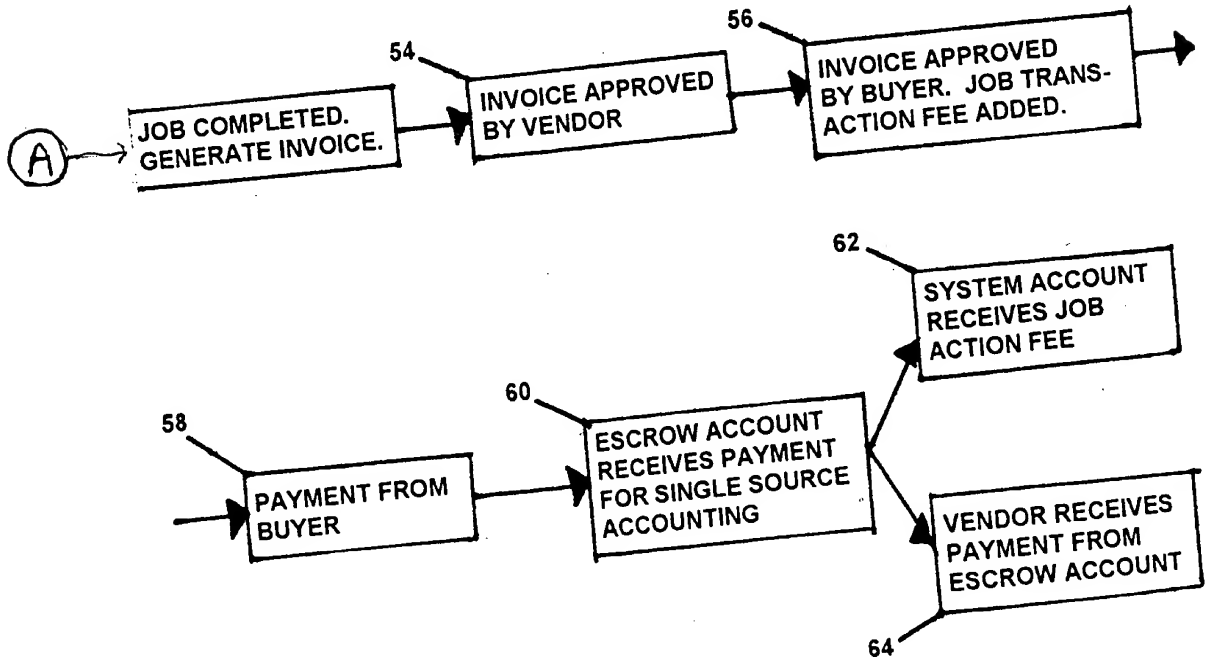 A
JOB COMPLETED.
GENERATE INVOICE.
54
INVOICE APPROVED
BY VENDOR
56
INVOICE APPROVED
BY BUYER. JOB TRANS-
ACTION FEE ADDED.
58
PAYMENT FROM
BUYER
60
ESCROW ACCOUNT
RECEIVES PAYMENT
FOR SINGLE SOURCE
ACCOUNTING
62
SYSTEM ACCOUNT
RECEIVES JOB
ACTION FEE
VENDOR RECEIVES
PAYMENT FROM
ESCROW ACCOUNT
64